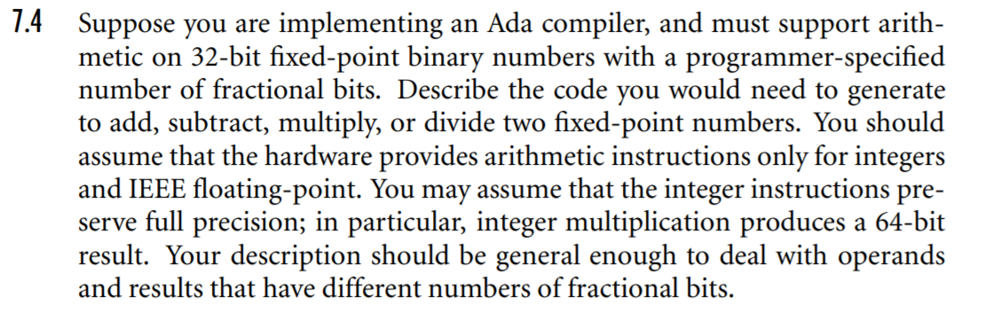 7.4 Suppose you are implementing an Ada compiler, and must support arith-
metic on 32-bit fixed-point binary numbers with a programmer-specified
number of fractional bits. Describe the code you would need to generate
to add, subtract, multiply, or divide two fixed-point numbers. You should
assume that the hardware provides arithmetic instructions only for integers
and IEEE floating-point. You may assume that the integer instructions pre-
serve full precision; in particular, integer multiplication produces a 64-bit
result. Your description should be general enough to deal with operands
and results that have different numbers of fractional bits.